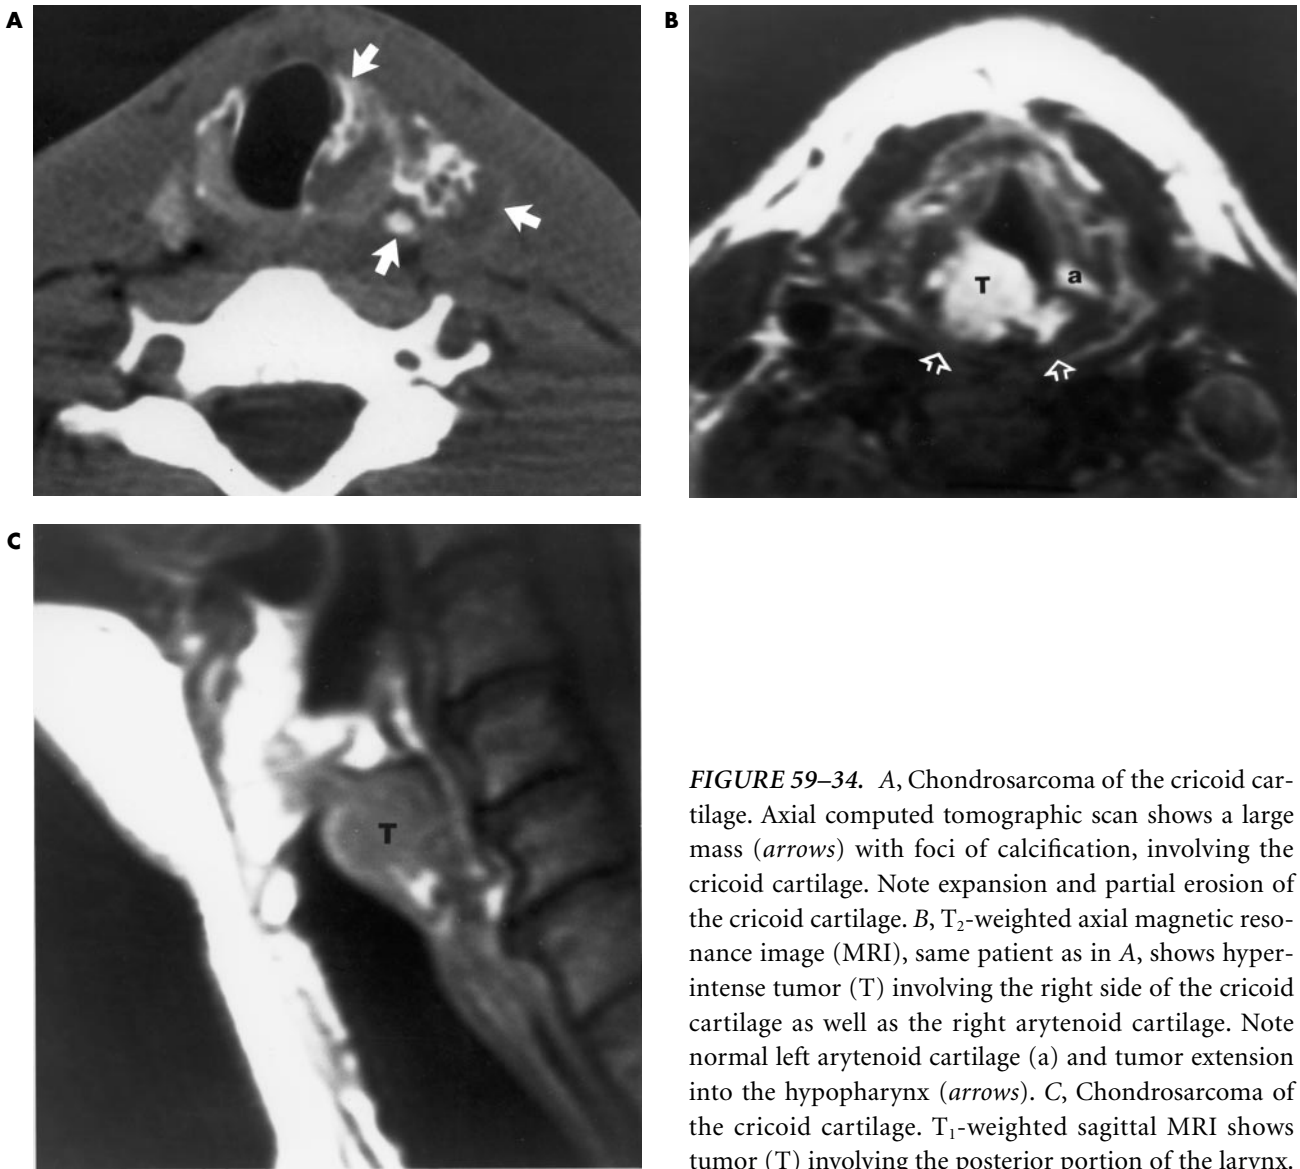 A
B
T
a
C
T
FIGURE 59–34. A, Chondrosarcoma of the cricoid car-
tilage. Axial computed tomographic scan shows a large
mass (arrows) with foci of calcification, involving the
cricoid cartilage. Note expansion and partial erosion of
the cricoid cartilage. B, T₂-weighted axial magnetic reso-
nance image (MRI), same patient as in A, shows hyper-
intense tumor (T) involving the right side of the cricoid
cartilage as well as the right arytenoid cartilage. Note
normal left arytenoid cartilage (a) and tumor extension
into the hypopharynx (arrows). C, Chondrosarcoma of
the cricoid cartilage. T₁-weighted sagittal MRI shows
tumor (T) involving the posterior portion of the larynx.